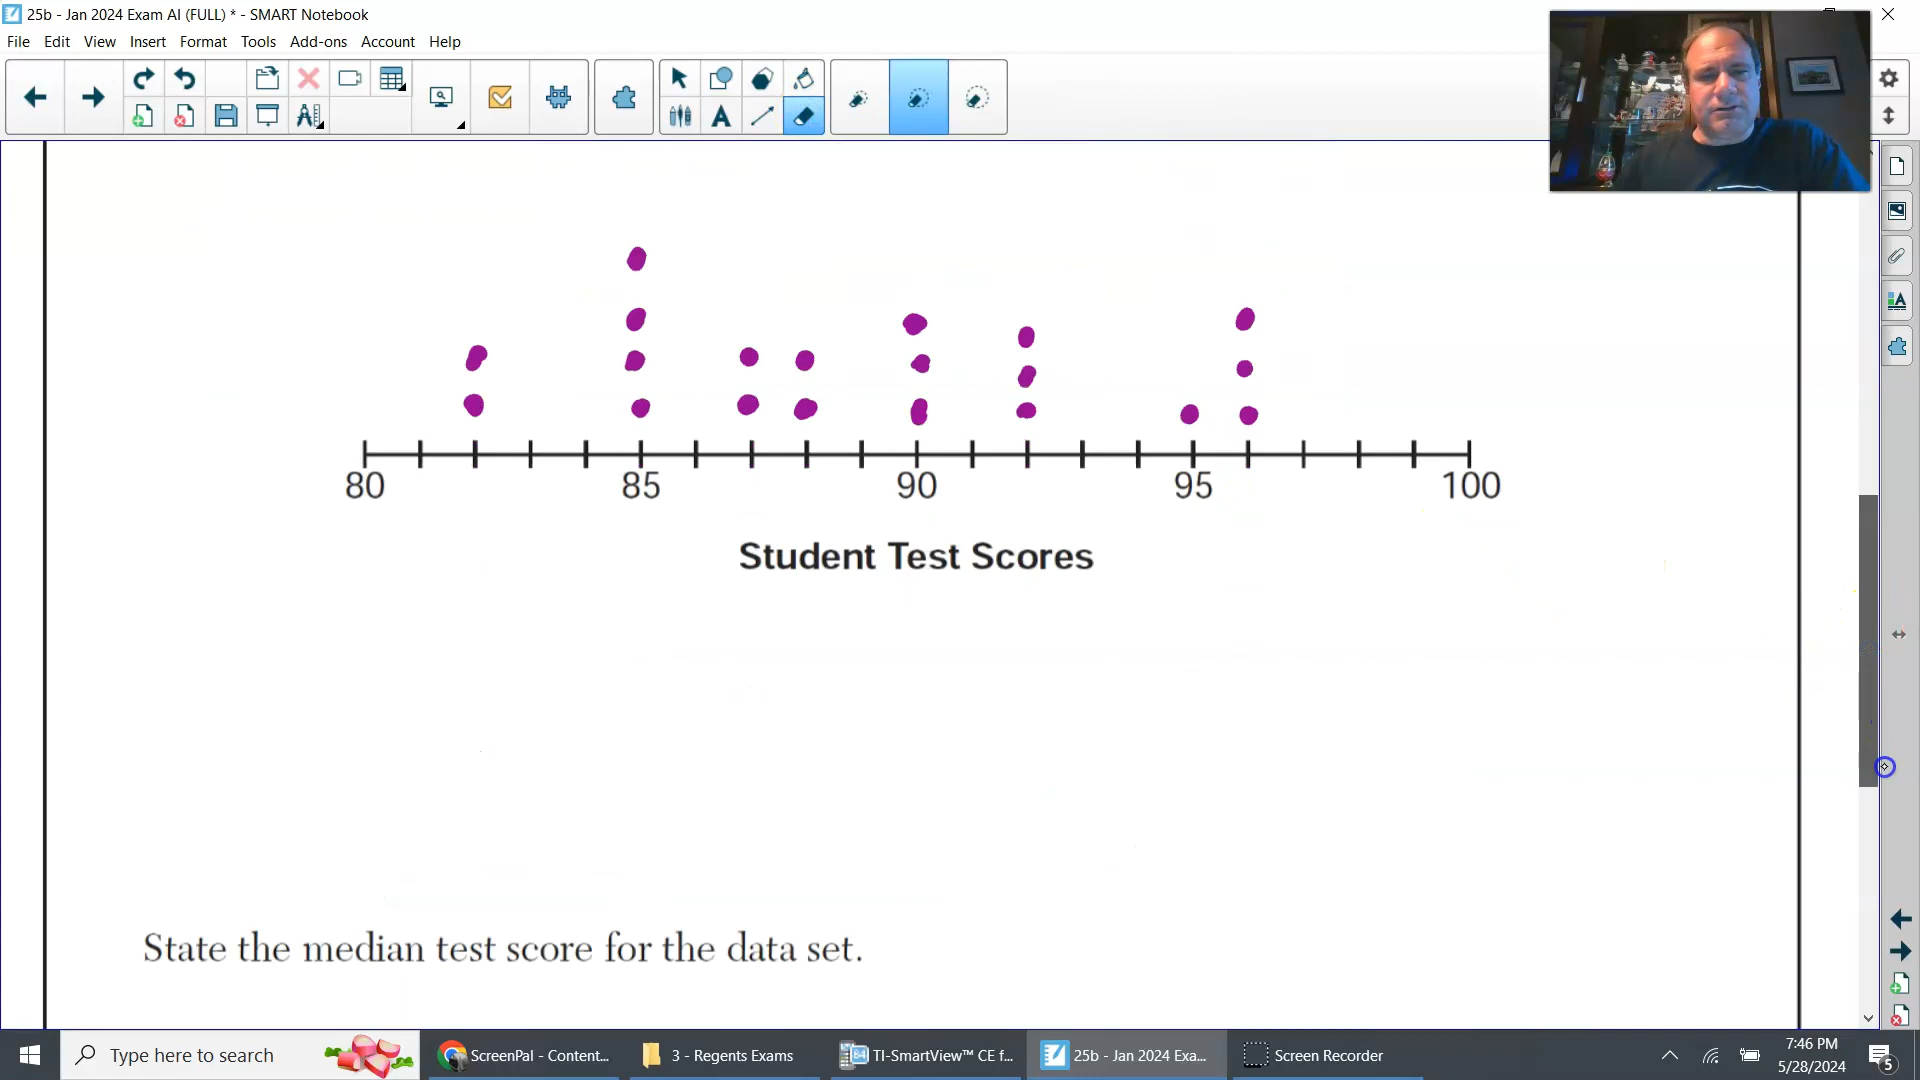 25b - Jan 2024 Exam AI (FULL) * - SMART Notebook
File Edit View Insert Format Tools Add-ons Account Help
80 85 90 95 100
Student Test Scores
State the median test score for the data set.
Type here to search
ScreenPal - Content...
3 - Regents Exams
TI-SmartView™ CE f...
25b - Jan 2024 Exa...
Screen Recorder
7:46 PM
5/28/2024
5